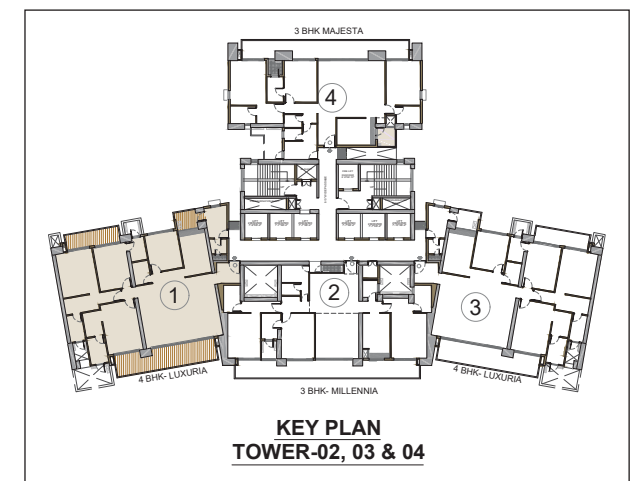 3 BHK MAJESTA
4
1
2
3
4 BHK- LUXURIA
3 BHK- MILLENNIA
4 BHK- LUXURIA
KEY PLAN
TOWER-02, 03 & 04